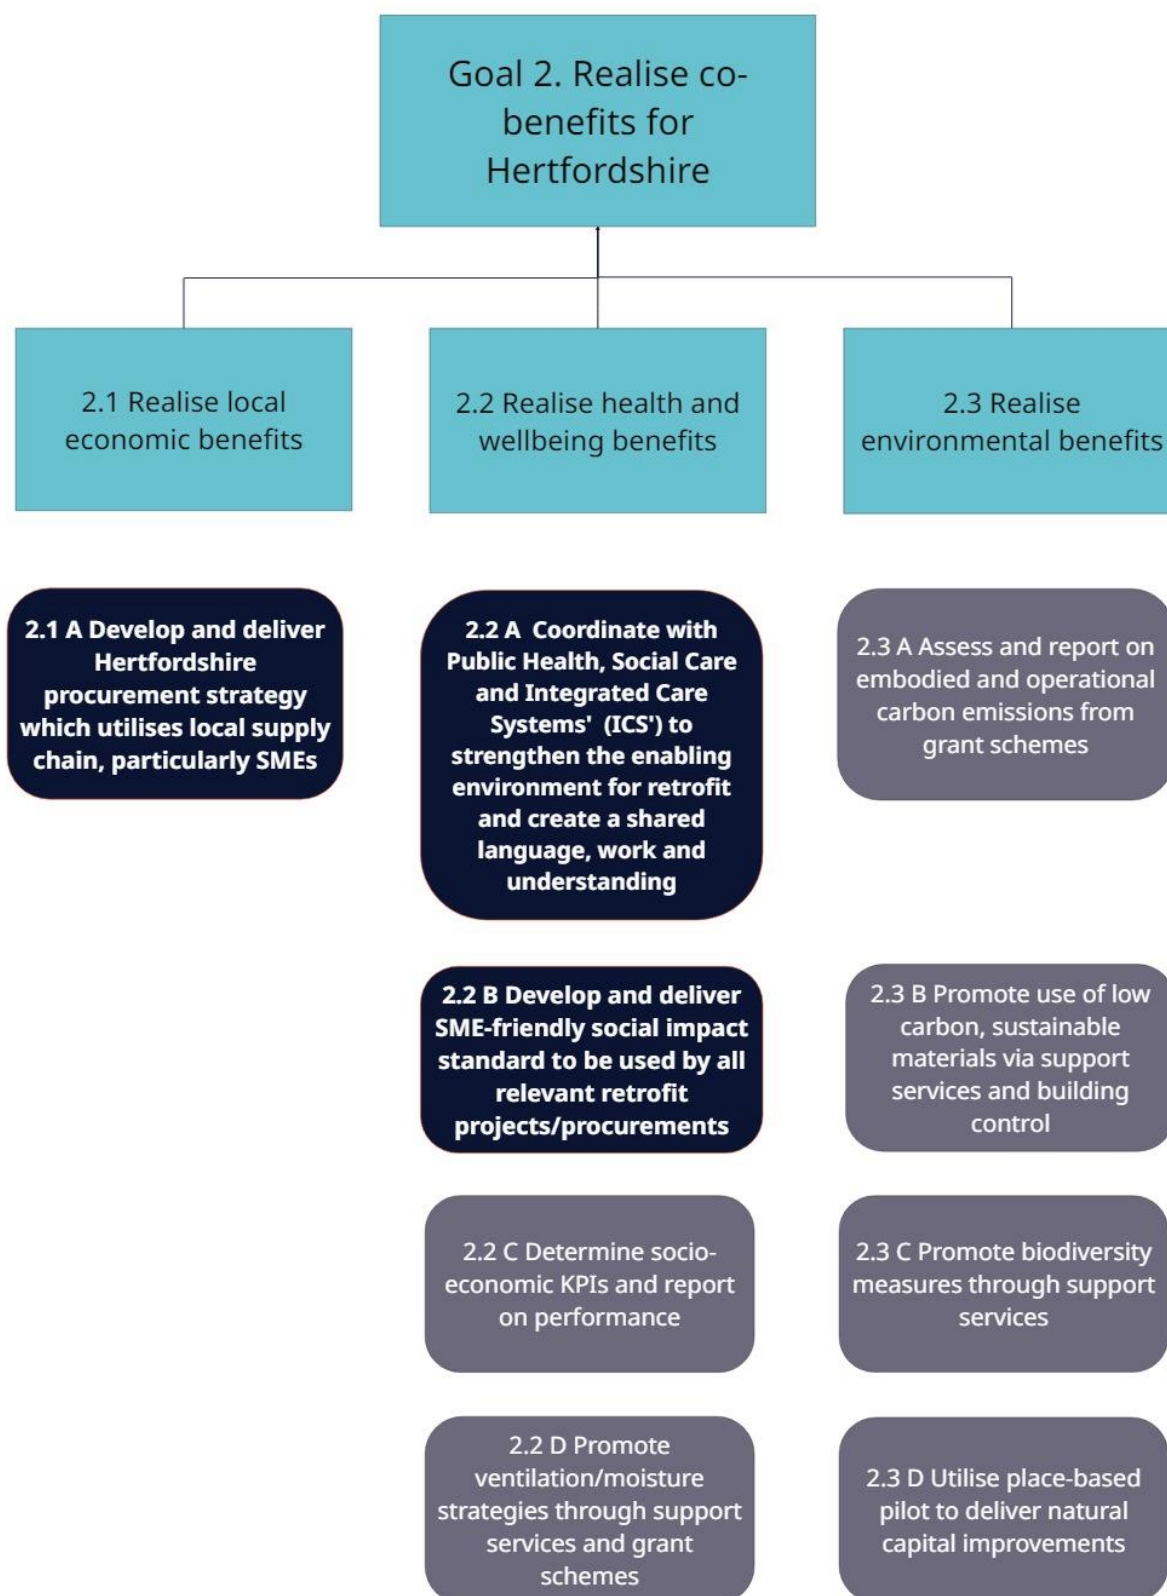 Goal 2. Realise co-
benefits for
Hertfordshire
2.1 Realise local
economic benefits
2.2 Realise health and
wellbeing benefits
2.3 Realise
environmental benefits
2.1 A Develop and deliver
Hertfordshire
procurement strategy
which utilises local supply
chain, particularly SMEs
2.2 A  Coordinate with
Public Health, Social Care
and Integrated Care
Systems'  (ICS') to
strengthen the enabling
environment for retrofit
and create a shared
language, work and
understanding
2.3 A Assess and report on
embodied and operational
carbon emissions from
grant schemes
2.2 B Develop and deliver
SME-friendly social impact
standard to be used by all
relevant retrofit
projects/procurements
2.3 B Promote use of low
carbon, sustainable
materials via support
services and building
control
2.2 C Determine socio-
economic KPIs and report
on performance
2.3 C Promote biodiversity
measures through support
services
2.2 D Promote
ventilation/moisture
strategies through support
services and grant
schemes
2.3 D Utilise place-based
pilot to deliver natural
capital improvements